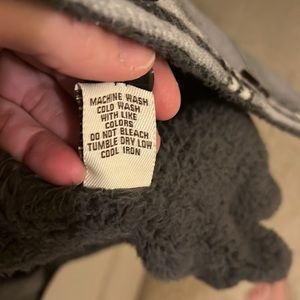 MACHINE WASH
COLD WASH
WITH LIKE
COLORS
DO NOT BLEACH
TUMBLE DRY LOW
COOL IRON